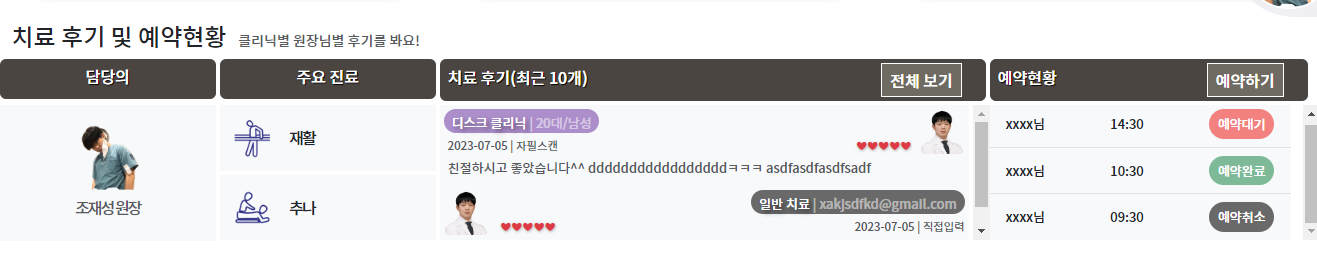 치료 후기 및 예약현황 클리닉별 원장님별 후기를 봐요!
담당의
주요 진료
치료 후기(최근 10개)
전체 보기
예약현황
예약하기
조재성 원장
재활
추나
디스크 클리닉 | 20대/남성
2023-07-05 | 자필스캔
친절하시고 좋았습니다^^ dddddddddddddddddㅋㅋㅋ asdfasdfasdfsadf
일반 치료 | xakjsdfkd@gmail.com
2023-07-05 | 직접입력
xxxx님 14:30 예약대기
xxxx님 10:30 예약완료
xxxx님 09:30 예약취소